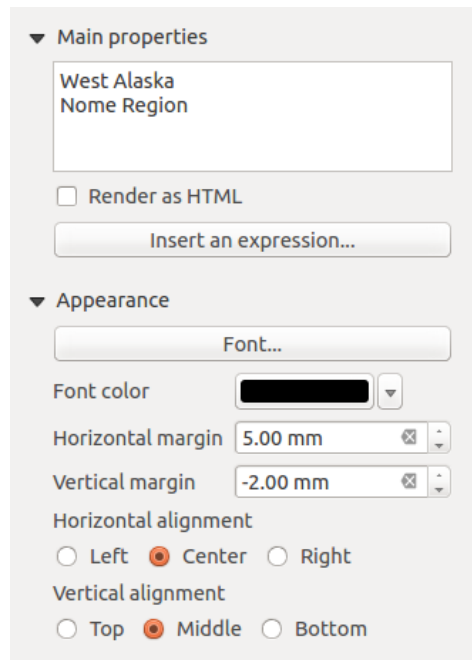 Main properties
West Alaska
Nome Region
Render as HTML
Insert an expression...
Appearance
Font...
Font color
Horizontal margin 5.00 mm
Vertical margin -2.00 mm
Horizontal alignment
Left Center Right
Vertical alignment
Top Middle Bottom